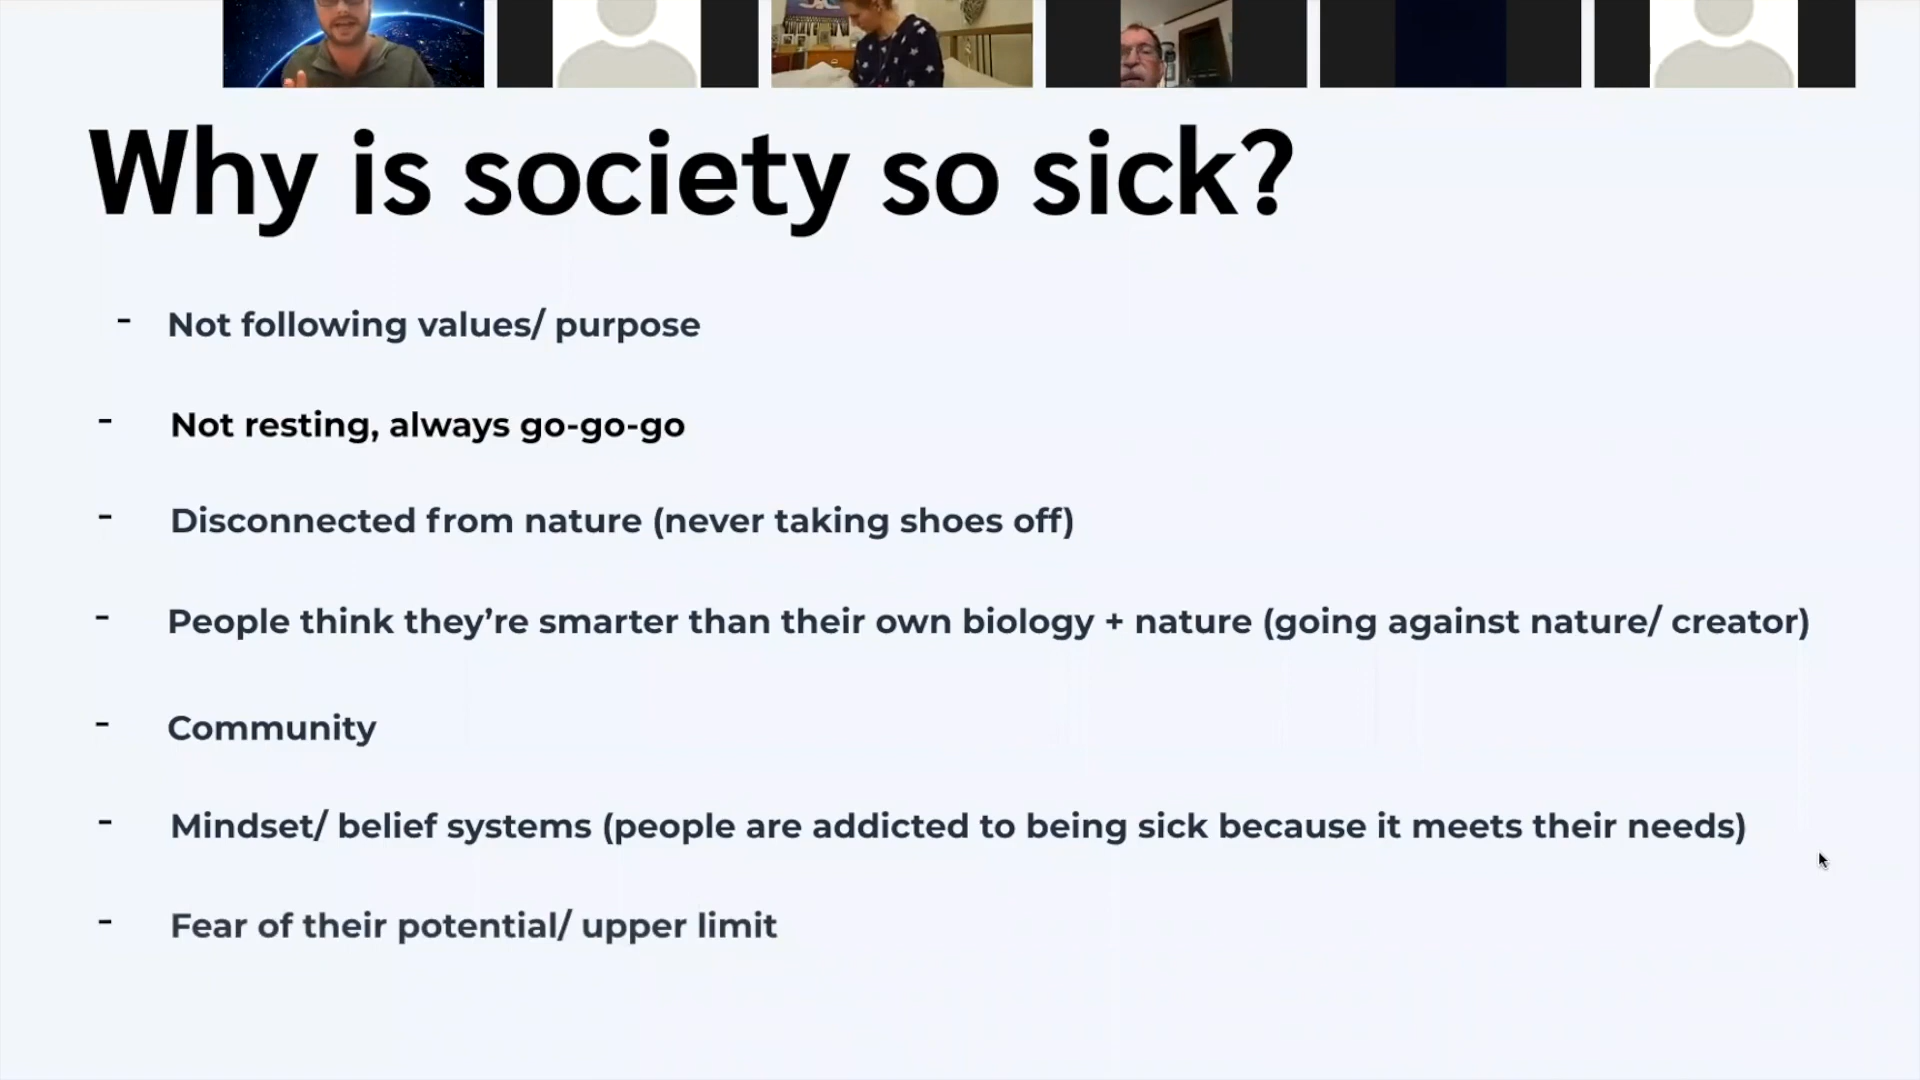 Why is society so sick?
- Not following values/ purpose
- Not resting, always go-go-go
- Disconnected from nature (never taking shoes off)
- People think they’re smarter than their own biology + nature (going against nature/ creator)
- Community
- Mindset/ belief systems (people are addicted to being sick because it meets their needs)
- Fear of their potential/ upper limit